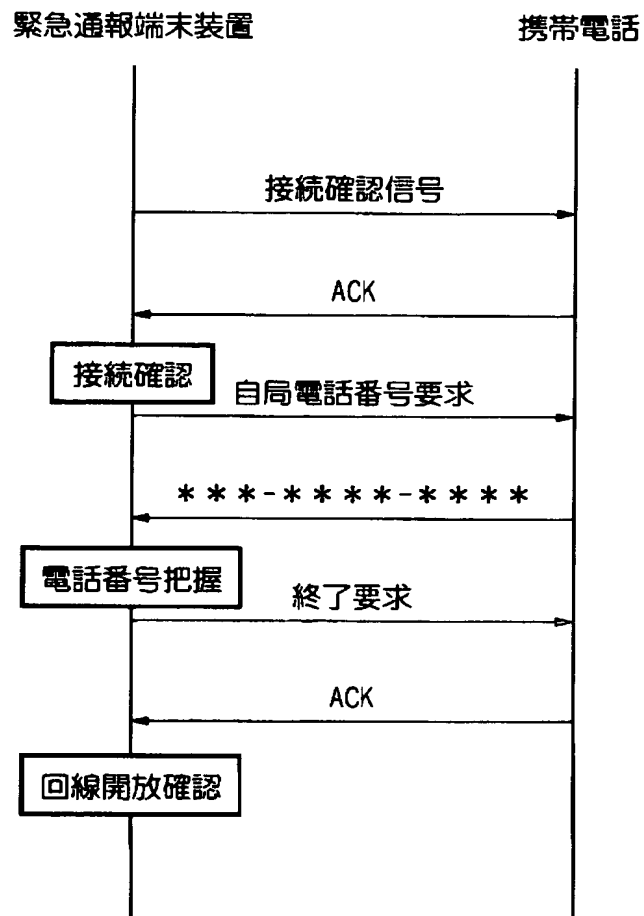 緊急通報端末装置
携帯電話
接続確認信号
ACK
接続確認
自局電話番号要求
***-****-****
電話番号把握
終了要求
ACK
回線開放確認